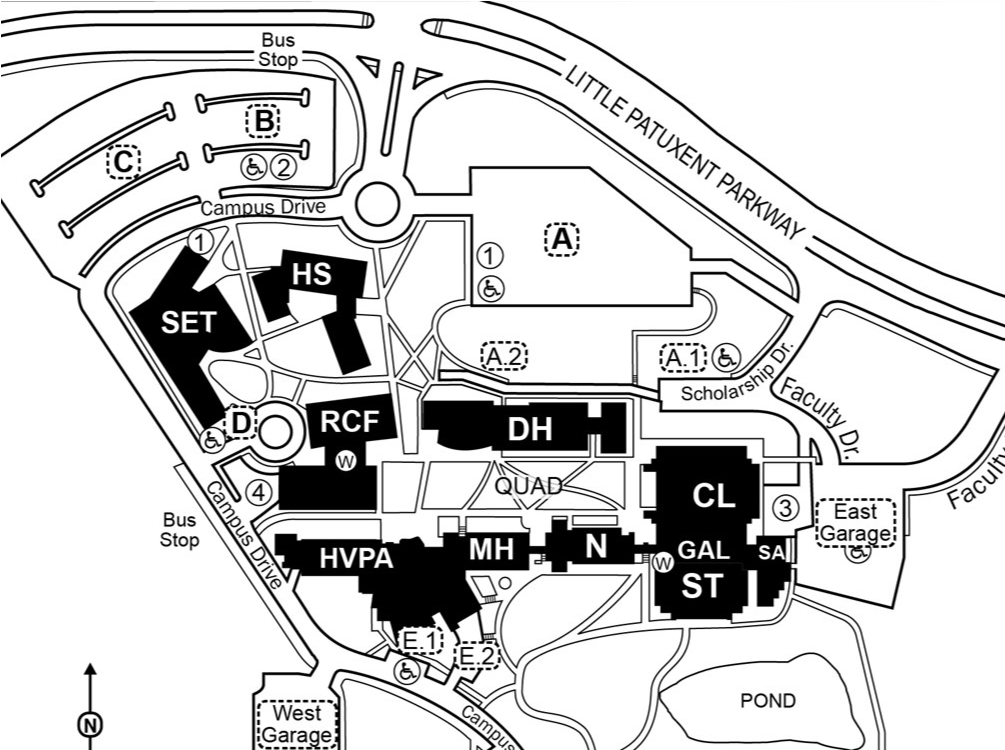 Bus
Stop
LITTLE PATUXENT PARKWAY
B
C
2
Campus Drive
1
A
1
HS
SET
A.2
A.1
Scholarship Dr.
Faculty Dr.
Faculty
D
RCF
W
DH
QUAD
CL
4
3
Bus
Stop
Campus Drive
East
Garage
HVPA
MH
N
GAL
SA
W
ST
E.1
E.2
POND
N
West
Garage
Campus